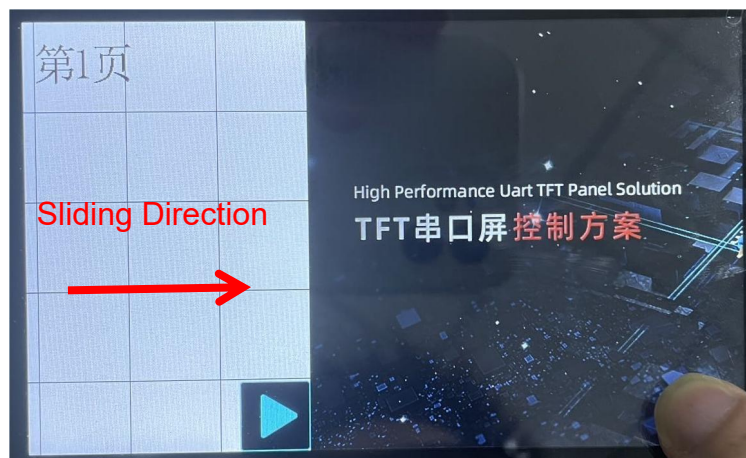 第1页
Sliding Direction
High Performance Uart TFT Panel Solution
TFT串口屏控制方案